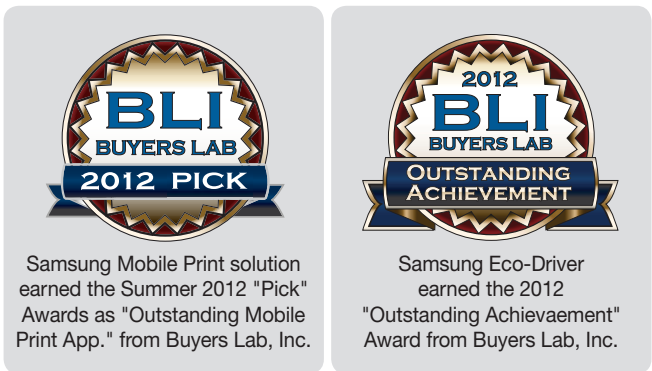 BLI
BUYERS LAB
2012 PICK
Samsung Mobile Print solution
earned the Summer 2012 "Pick"
Awards as "Outstanding Mobile
Print App." from Buyers Lab, Inc.
2012
BLI
BUYERS LAB
OUTSTANDING
ACHIEVEMENT
Samsung Eco-Driver
earned the 2012
"Outstanding Achievaement"
Award from Buyers Lab, Inc.